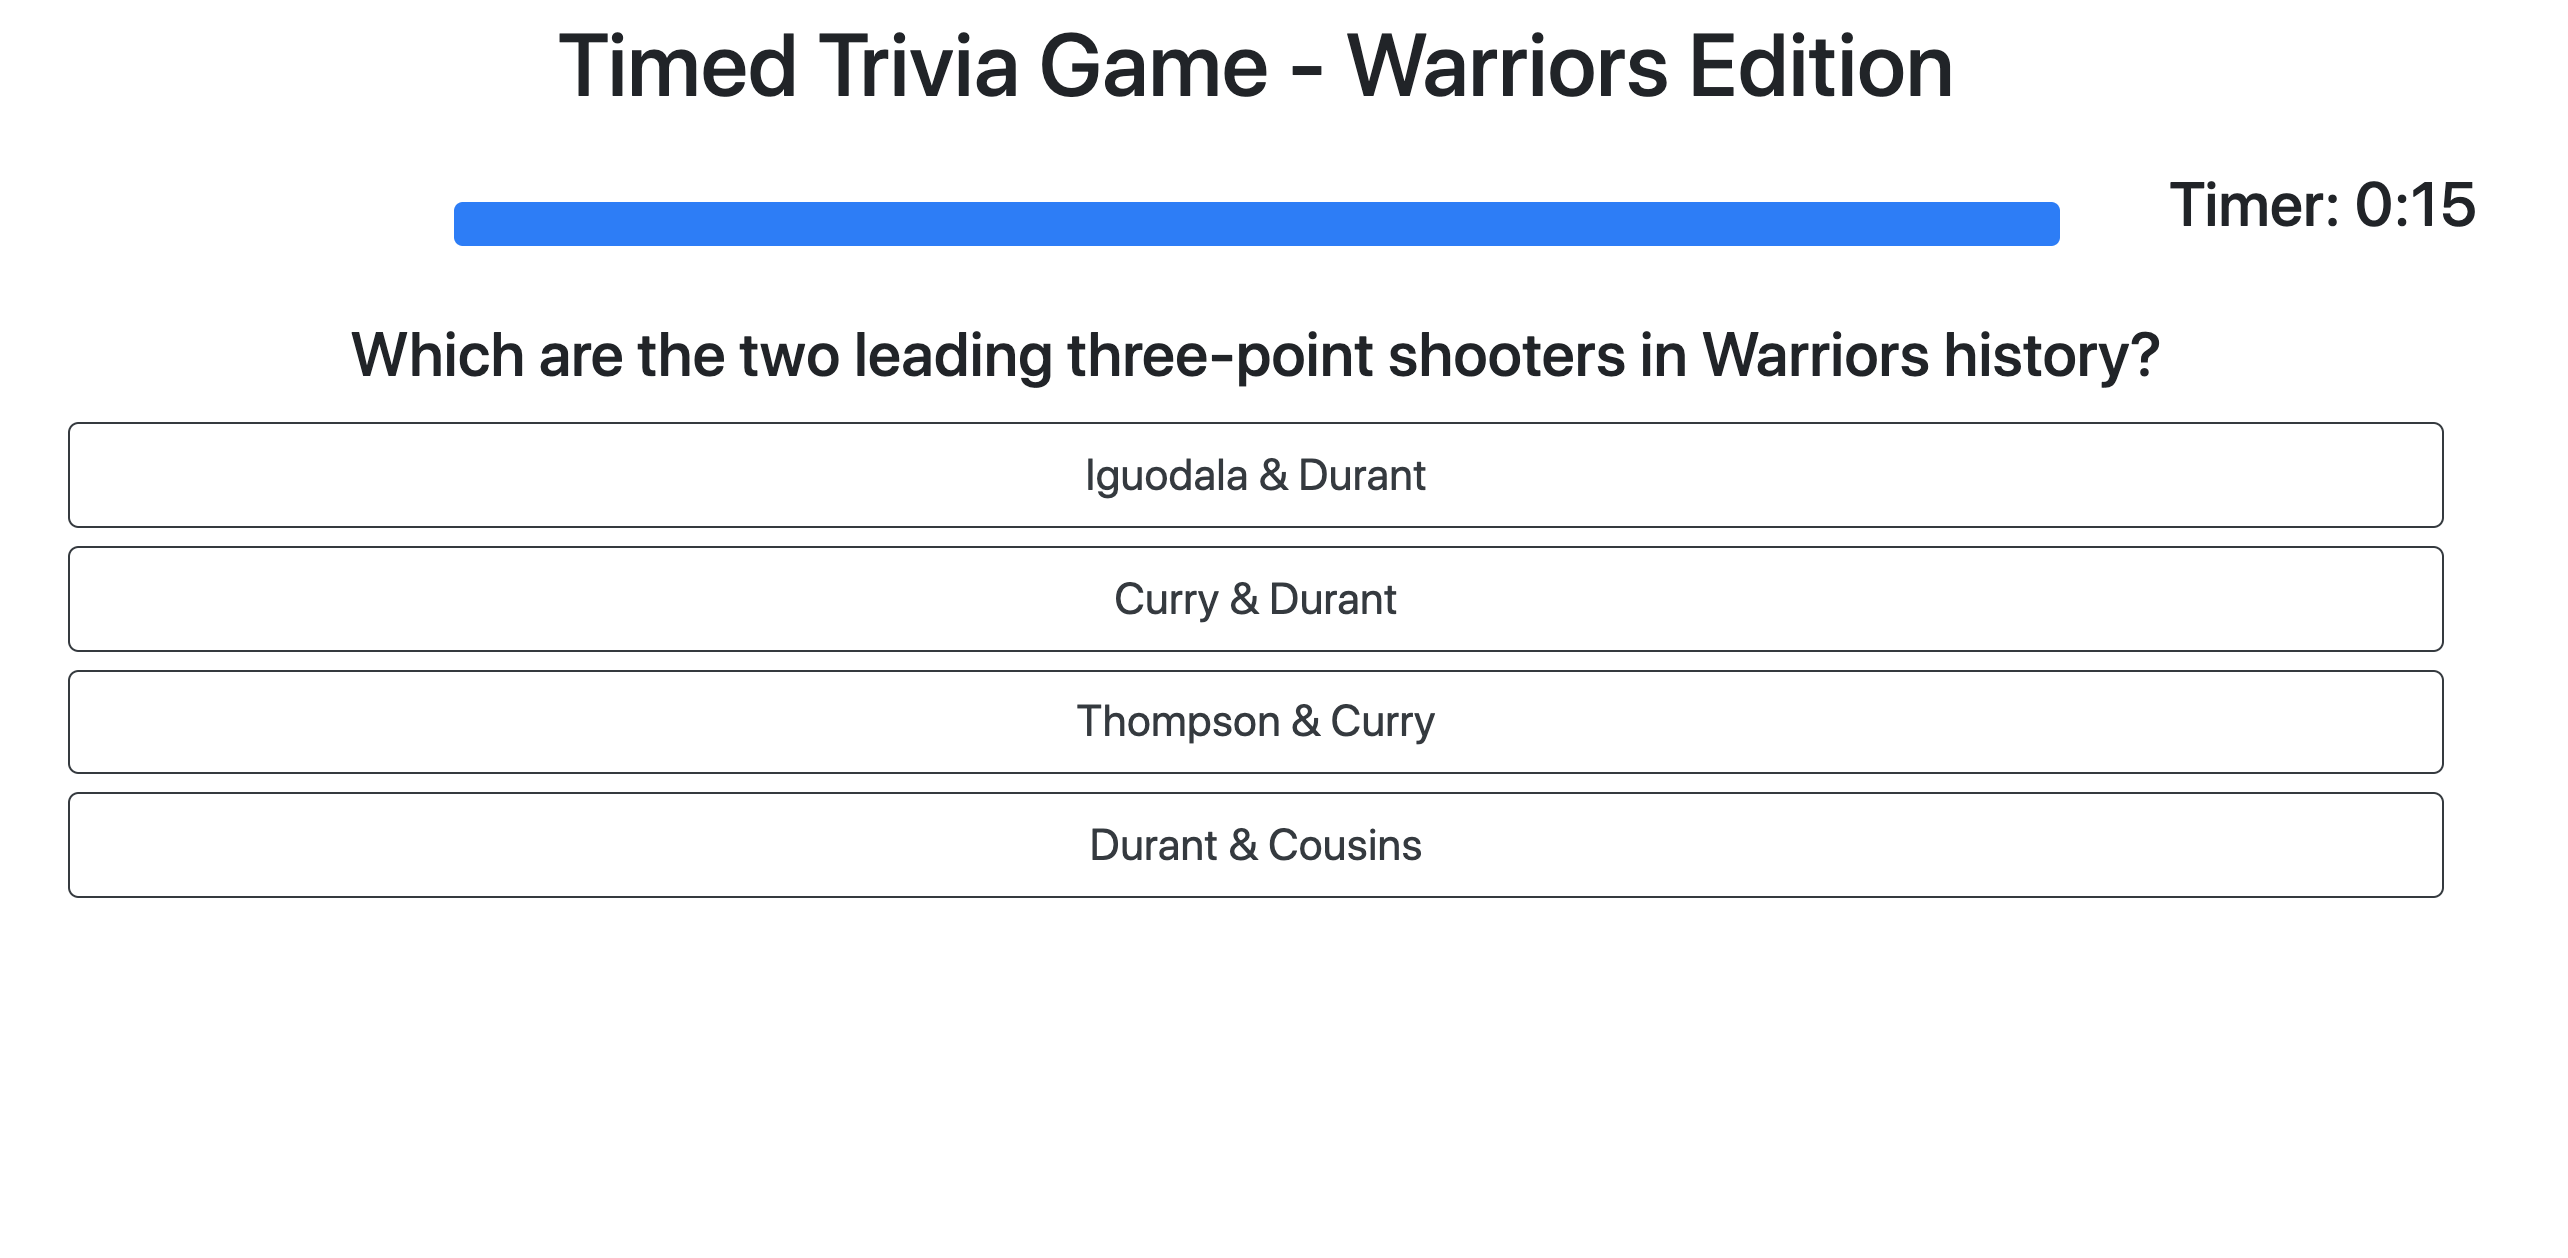 Timed Trivia Game - Warriors Edition
Timer: 0:15
Which are the two leading three-point shooters in Warriors history?
Iguodala & Durant
Curry & Durant
Thompson & Curry
Durant & Cousins